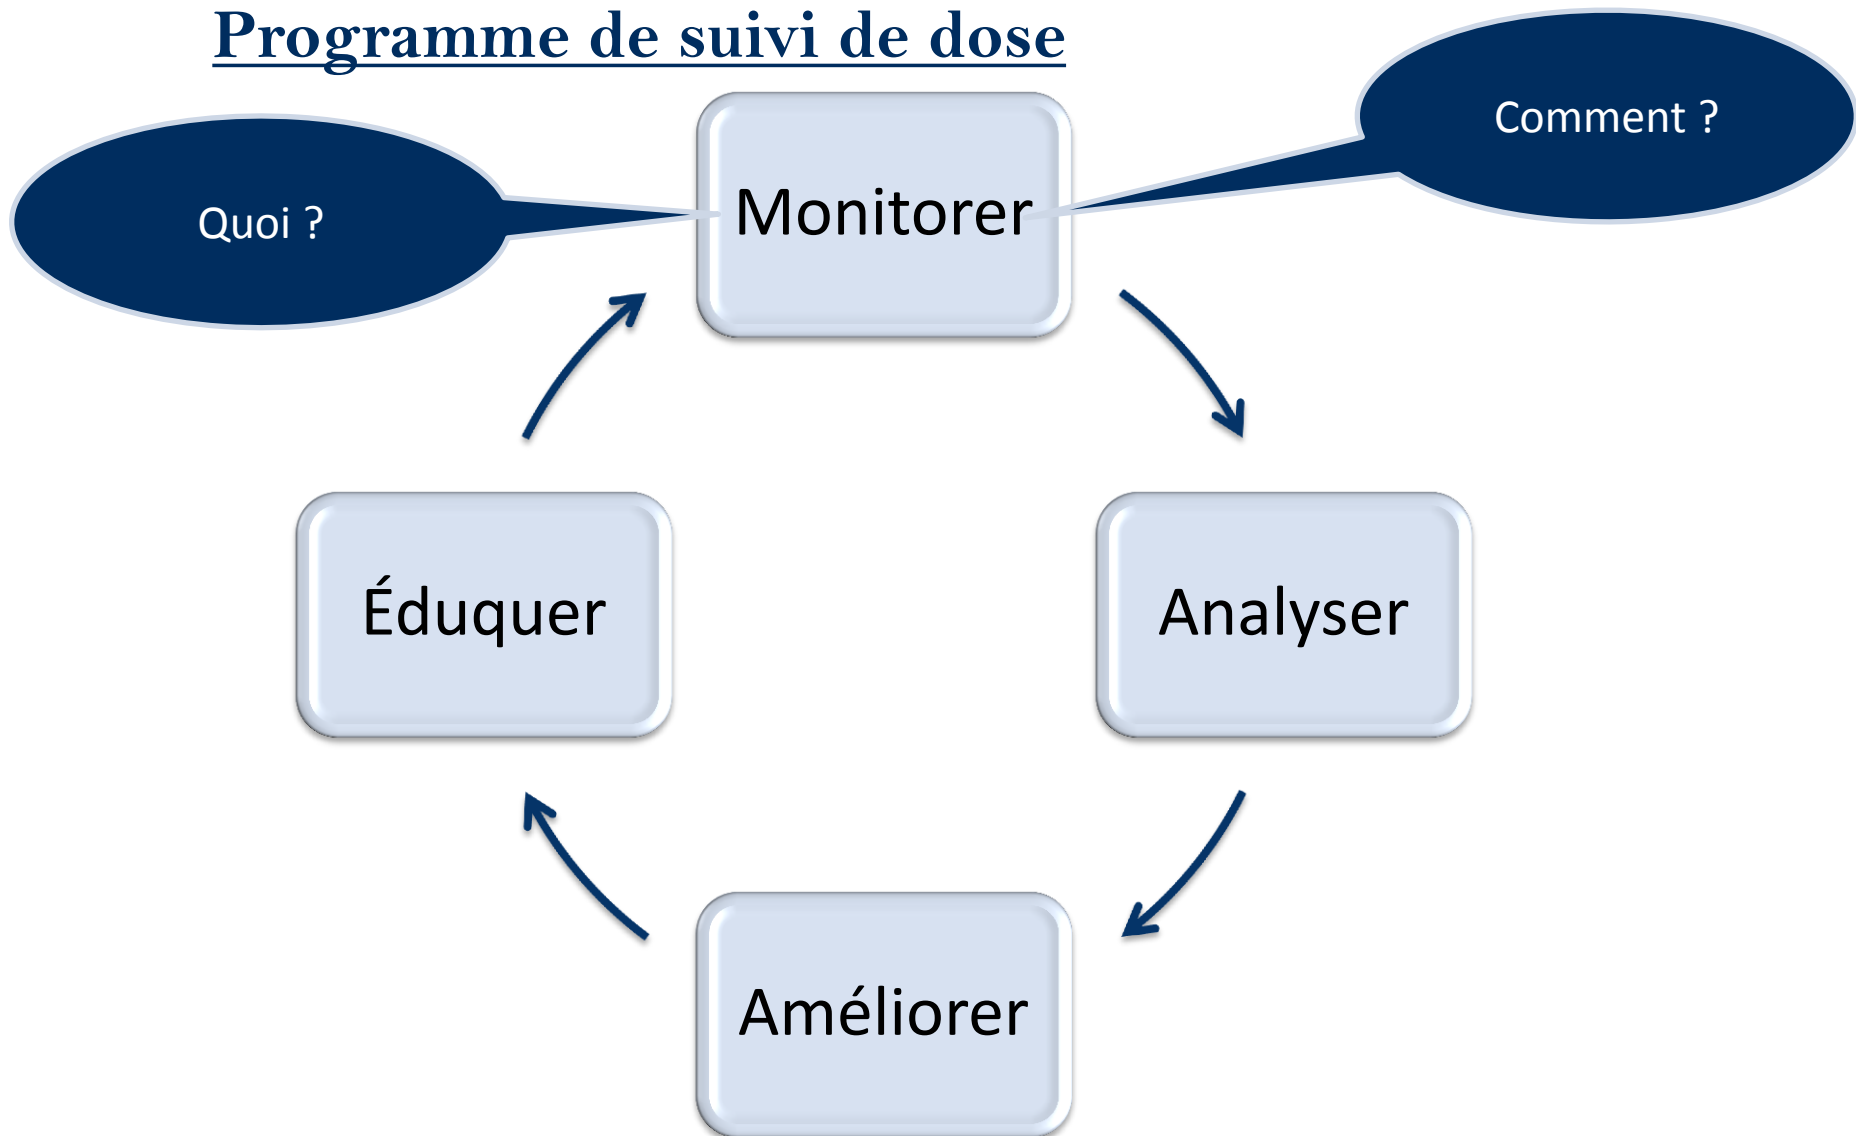 Programme de suivi de dose
Comment ?
Quoi ?
Monitorer
Éduquer
Analyser
Améliorer